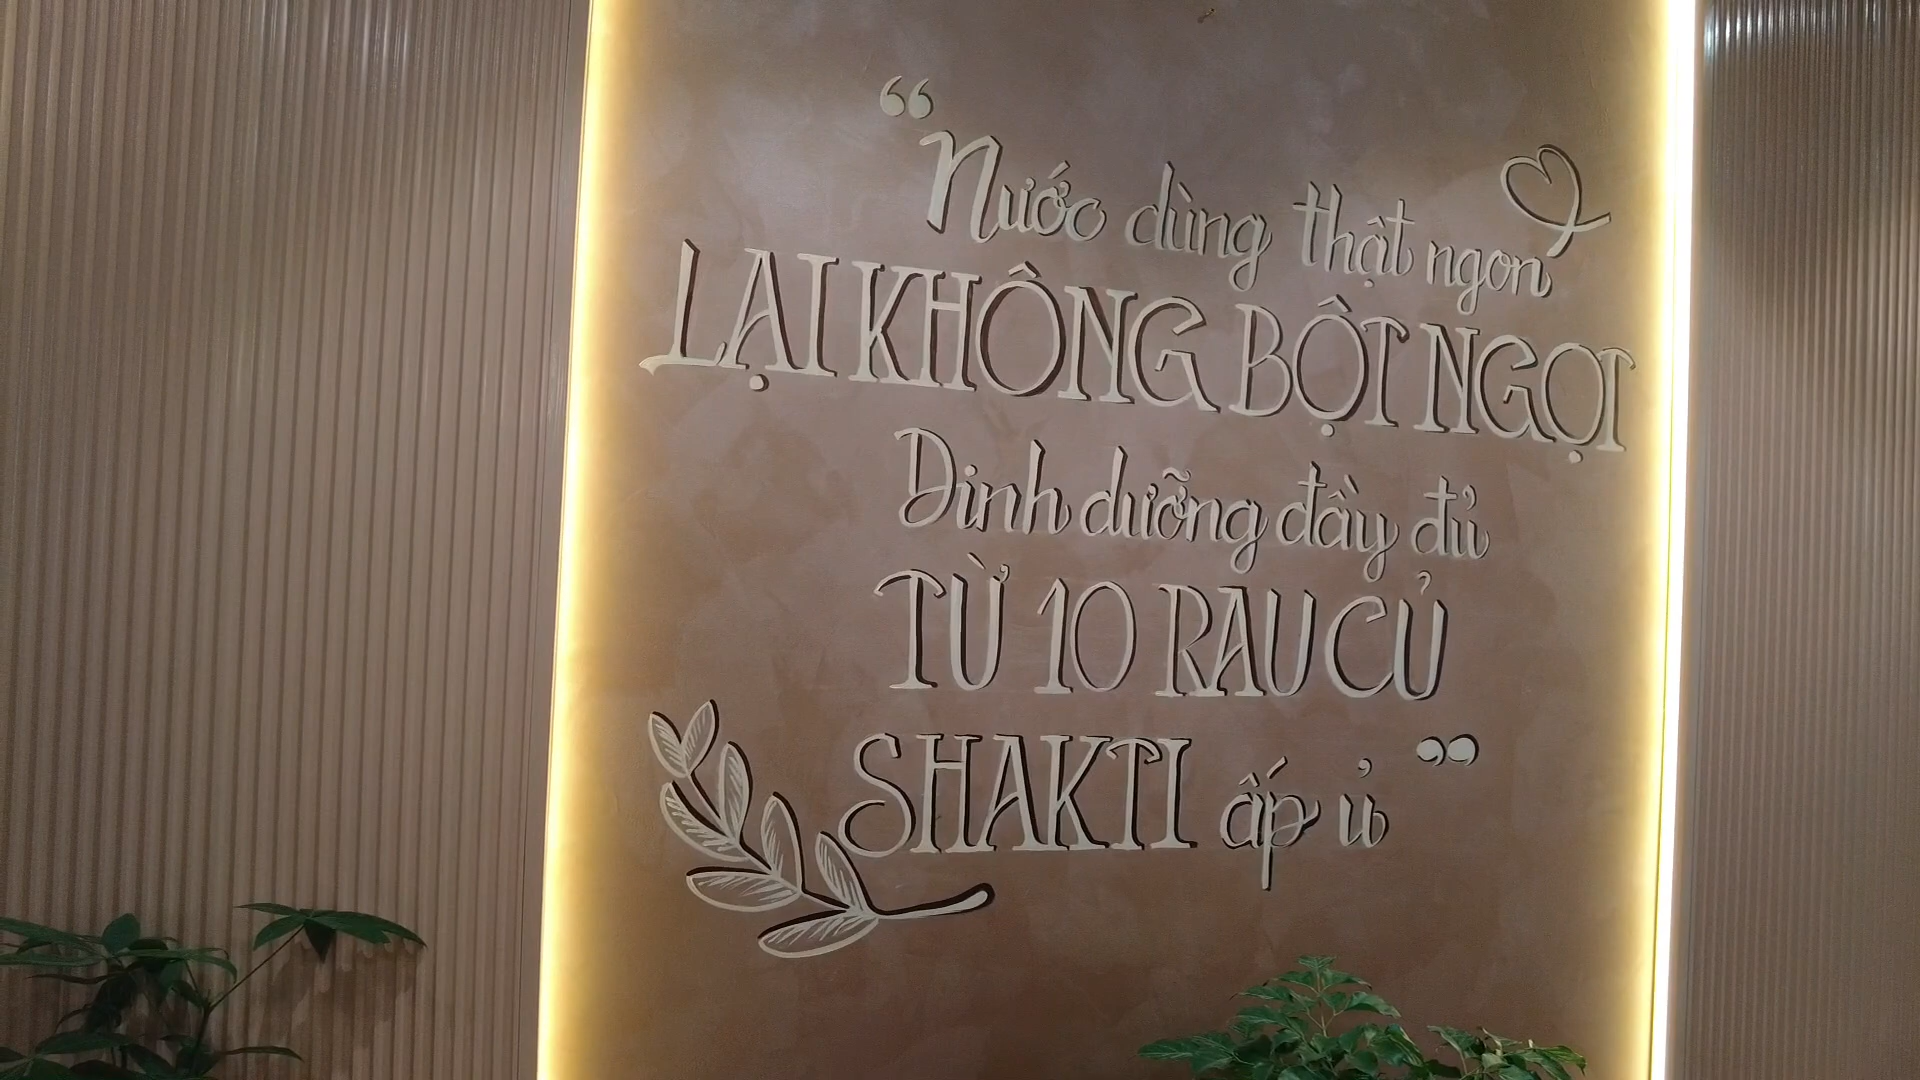 “Nước dùng thật ngon
LẠI KHÔNG BỘT NGỌT
Dinh dưỡng đầy đủ
TỪ 10 RAU CỦ
SHAKTI ấp ủ”